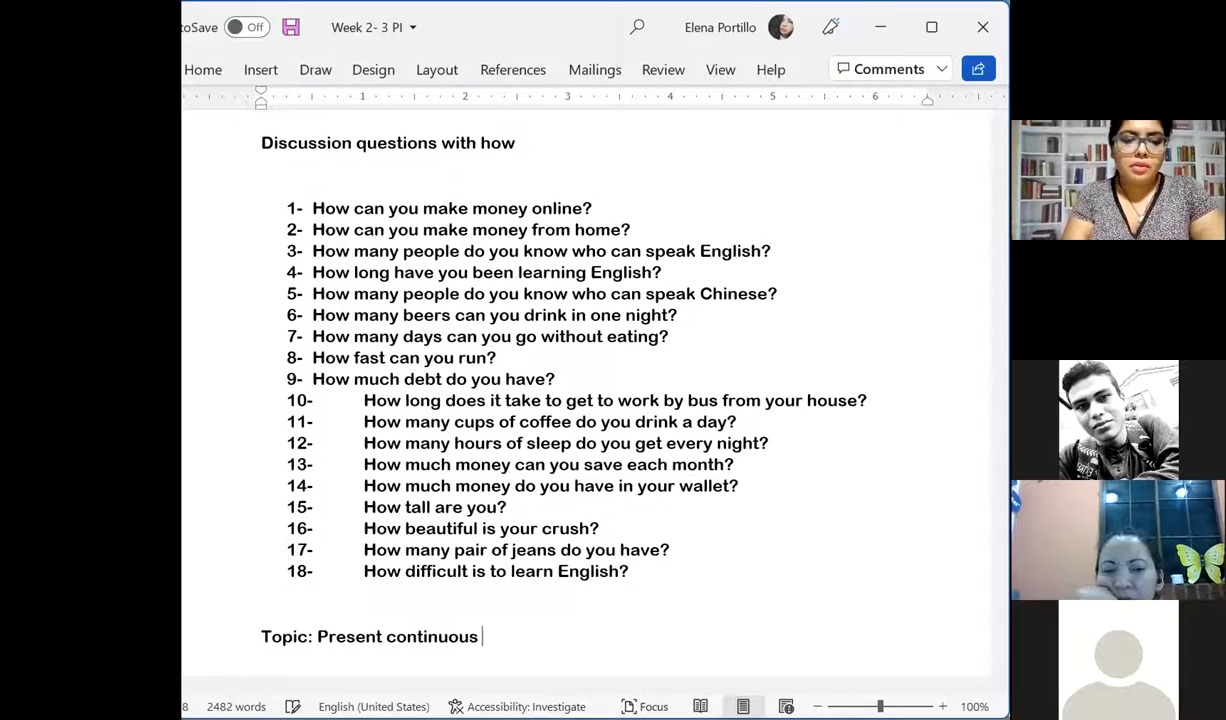 toSave Off Week 2- 3 PI Elena Portillo
Home Insert Draw Design Layout References Mailings Review View Help Comments
1 2 3 4 5 6
Discussion questions with how
1- How can you make money online?
2- How can you make money from home?
3- How many people do you know who can speak English?
4- How long have you been learning English?
5- How many people do you know who can speak Chinese?
6- How many beers can you drink in one night?
7- How many days can you go without eating?
8- How fast can you run?
9- How much debt do you have?
10- How long does it take to get to work by bus from your house?
11- How many cups of coffee do you drink a day?
12- How many hours of sleep do you get every night?
13- How much money can you save each month?
14- How much money do you have in your wallet?
15- How tall are you?
16- How beautiful is your crush?
17- How many pair of jeans do you have?
18- How difficult is to learn English?
Topic: Present continuous
8 2482 words English (United States) Accessibility: Investigate Focus 100%